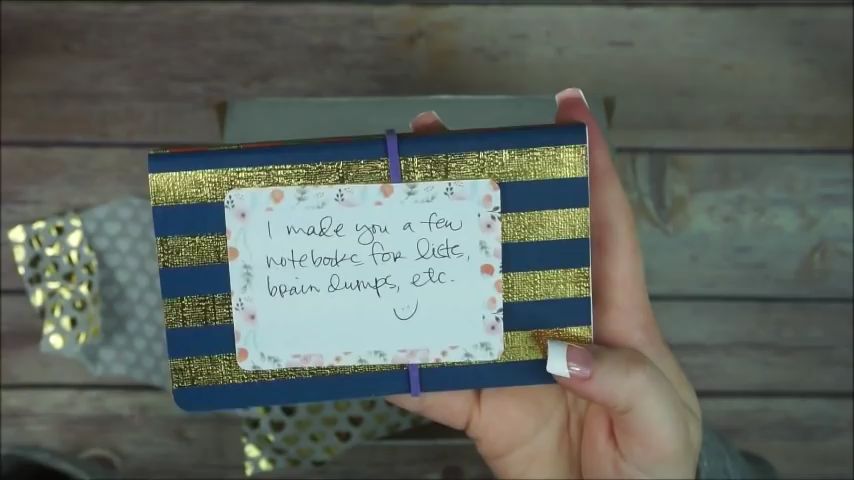 I made you a few
notebooks for lists,
brain dumps, etc.